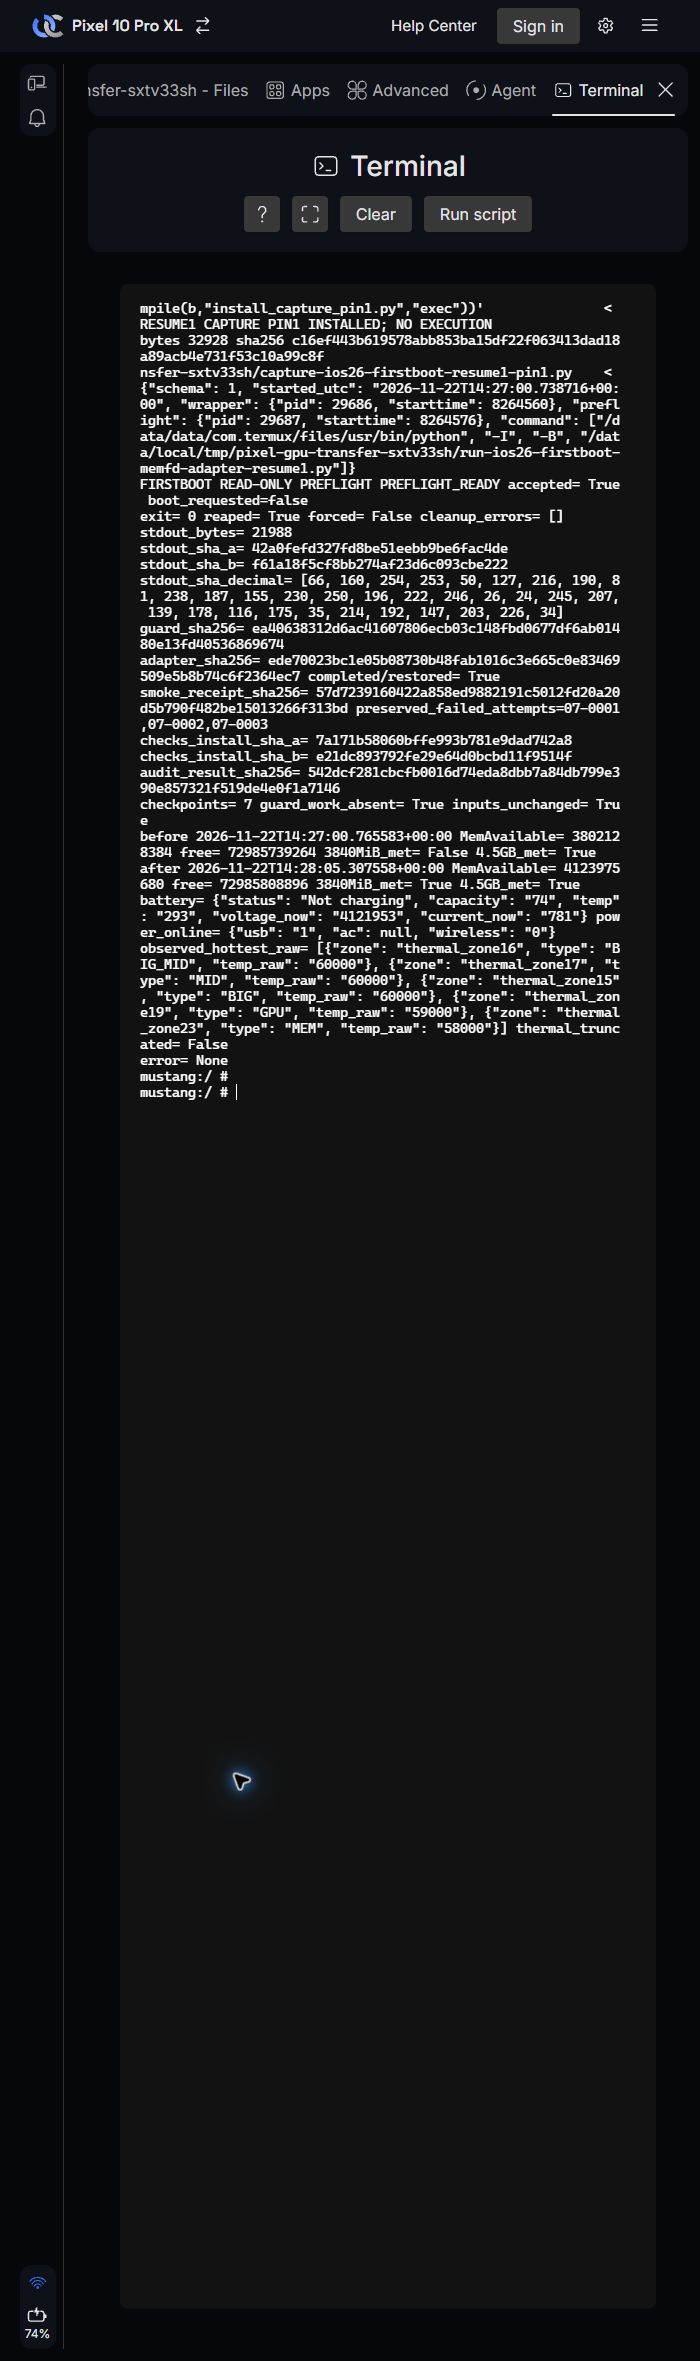 Pixel 10 Pro XL
Help Center
Sign in
nsfer-sxtv33sh - Files
Apps
Advanced
Agent
Terminal
Terminal
?
Clear
Run script
mpile(b,"install_capture_pin1.py","exec"))' <
RESUME1 CAPTURE PIN1 INSTALLED; NO EXECUTION
bytes 32928 sha256 c16ef443b619578abb853ba15df22f063413dad18
a89acb4e731f53c10a99c8f
nsfer-sxtv33sh/capture-ios26-firstboot-resume1-pin1.py <
{"schema": 1, "started_utc": "2026-11-22T14:27:00.738716+00:
00", "wrapper": {"pid": 29686, "starttime": 8264560}, "prefl
ight": {"pid": 29687, "starttime": 8264576}, "command": ["/d
ata/data/com.termux/files/usr/bin/python", "-I", "-B", "/dat
a/local/tmp/pixel-gpu-transfer-sxtv33sh/run-ios26-firstboot-
memfd-adapter-resume1.py"]}
FIRSTBOOT READ-ONLY PREFLIGHT PREFLIGHT_READY accepted= True
 boot_requested=false
exit= 0 reaped= True forced= False cleanup_errors= []
stdout_bytes= 21988
stdout_sha_a= 42a0fefd327fd8be51eebb9be6fac4de
stdout_sha_b= f61a18f5cf8bb274af23d6c093cbe222
stdout_sha_decimal= [66, 160, 254, 253, 50, 127, 216, 190, 8
1, 238, 187, 155, 230, 250, 196, 222, 246, 26, 24, 245, 207,
 139, 178, 116, 175, 35, 214, 192, 147, 203, 226, 34]
guard_sha256= ea40638312d6ac41607806ecb03c148fbd0677df6ab014
80e13fd40536869674
adapter_sha256= ede70023bc1e05b08730b48fab1016c3e665c0e83469
509e5b8b74c6f2364ec7 completed/restored= True
smoke_receipt_sha256= 57d7239160422a858ed9882191c5012fd20a20
d5b790f482be15013266f313bd preserved_failed_attempts=07-0001
,07-0002,07-0003
checks_install_sha_a= 7a171b58060bffe993b781e9dad742a8
checks_install_sha_b= e21dc893792fe29e64d0bcbd11f9514f
audit_result_sha256= 542dcf281cbcfb0016d74eda8dbb7a84db799e3
90e857321f519de4e0f1a7146
checkpoints= 7 guard_work_absent= True inputs_unchanged= Tru
e
before 2026-11-22T14:27:00.765583+00:00 MemAvailable= 380212
8384 free= 72985739264 3840MiB_met= False 4.5GB_met= True
after 2026-11-22T14:28:05.307558+00:00 MemAvailable= 4123975
680 free= 72985808896 3840MiB_met= True 4.5GB_met= True
battery= {"status": "Not charging", "capacity": "74", "temp"
: "293", "voltage_now": "4121953", "current_now": "781"} pow
er_online= {"usb": "1", "ac": null, "wireless": "0"}
observed_hottest_raw= [{"zone": "thermal_zone16", "type": "B
IG_MID", "temp_raw": "60000"}, {"zone": "thermal_zone17", "t
ype": "MID", "temp_raw": "60000"}, {"zone": "thermal_zone15"
, "type": "BIG", "temp_raw": "60000"}, {"zone": "thermal_zon
e19", "type": "GPU", "temp_raw": "59000"}, {"zone": "thermal
_zone23", "type": "MEM", "temp_raw": "58000"}] thermal_trunc
ated= False
error= None
mustang:/ #
mustang:/ #
74%